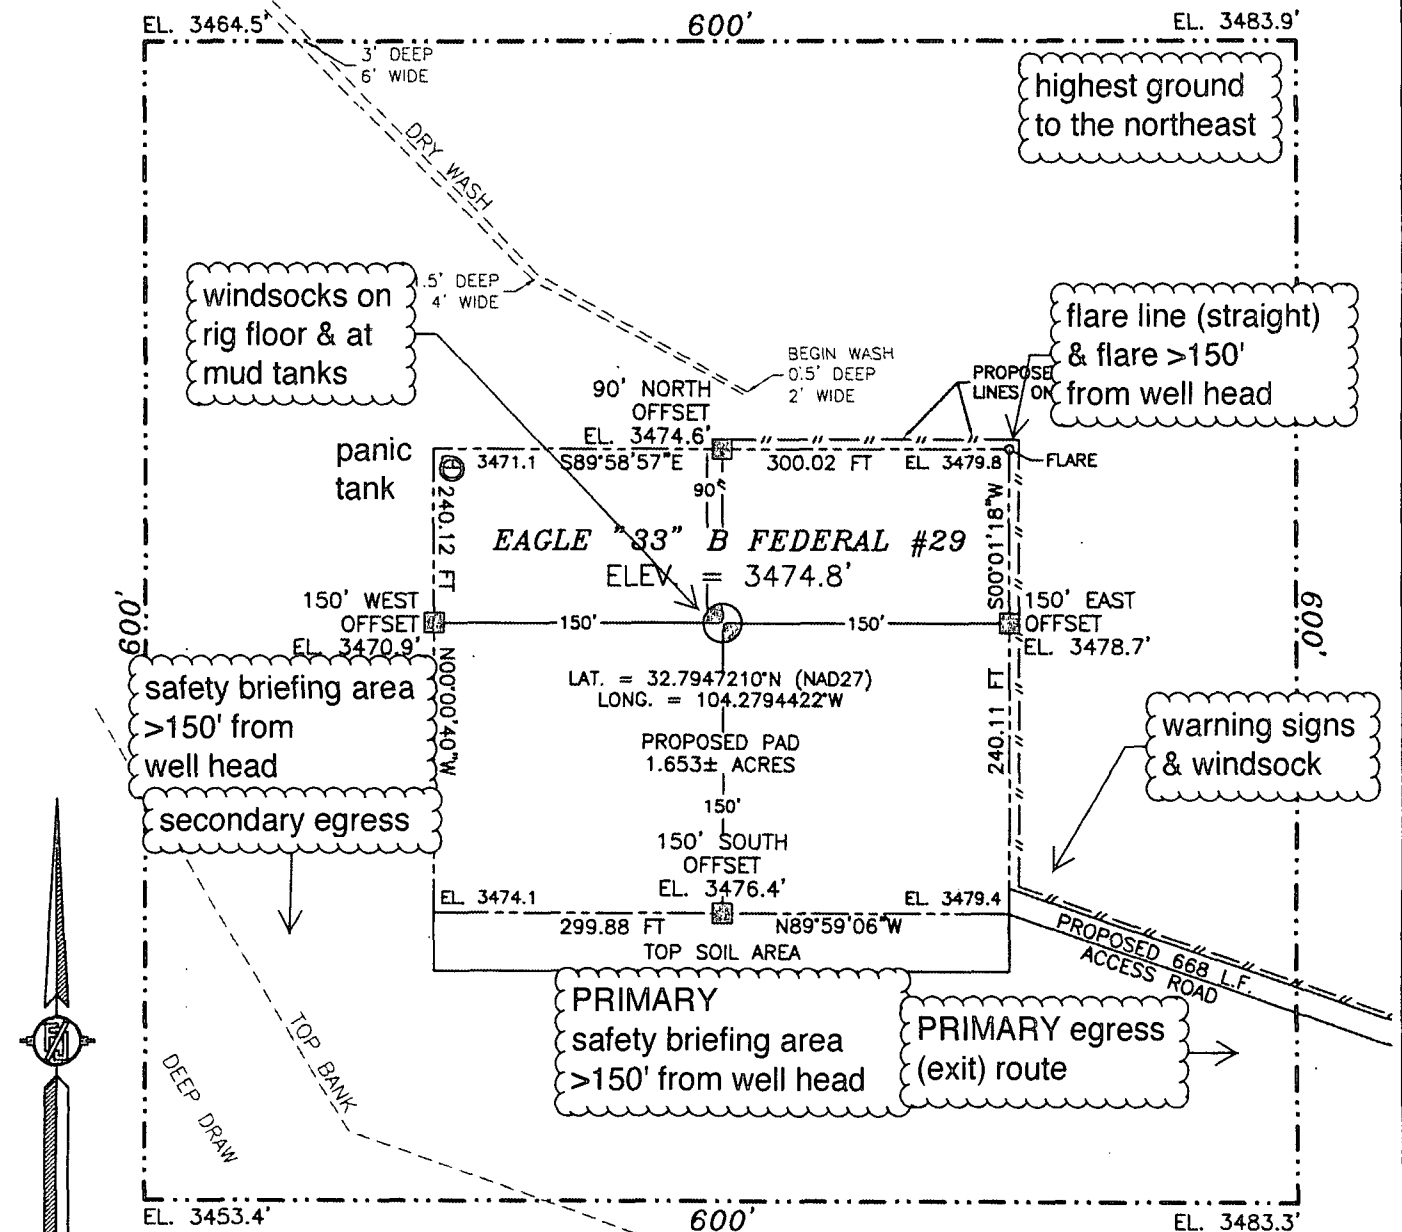 EL. 3464.5'
600'
EL. 3483.9'
3' DEEP
6' WIDE
DRY WASH
highest ground
to the northeast
windsocks on
rig floor & at
mud tanks
.5' DEEP
4' WIDE
flare line (straight)
& flare >150'
from well head
BEGIN WASH
0.5' DEEP
2' WIDE
LINES ON
90' NORTH
OFFSET
EL. 3474.6'
panic
tank
3471.1
S89°58'57"E
300.02 FT
EL 3479.8
FLARE
90'
240.12 FT
S00°01'18"W
EAGLE "33" B FEDERAL #29
ELEV. = 3474.8'
600'
150' WEST
OFFSET
EL. 3470.9'
150'
150'
150' EAST
OFFSET
EL. 3478.7'
600'
safety briefing area
>150' from
well head
N00°00'40"W
LAT. = 32.7947210°N (NAD27)
LONG. = 104.2794422°W
PROPOSED PAD
1.653± ACRES
240.11 FT
warning signs
& windsock
secondary egress
150'
150' SOUTH
OFFSET
EL. 3476.4'
EL. 3474.1
EL. 3479.4
299.88 FT
N89°59'06"W
TOP SOIL AREA
PROPOSED 668 L.F.
ACCESS ROAD
PRIMARY
safety briefing area
>150' from well head
PRIMARY egress
(exit) route
TOP BANK
DEEP DRAW
EL. 3453.4'
600'
EL. 3483.3'